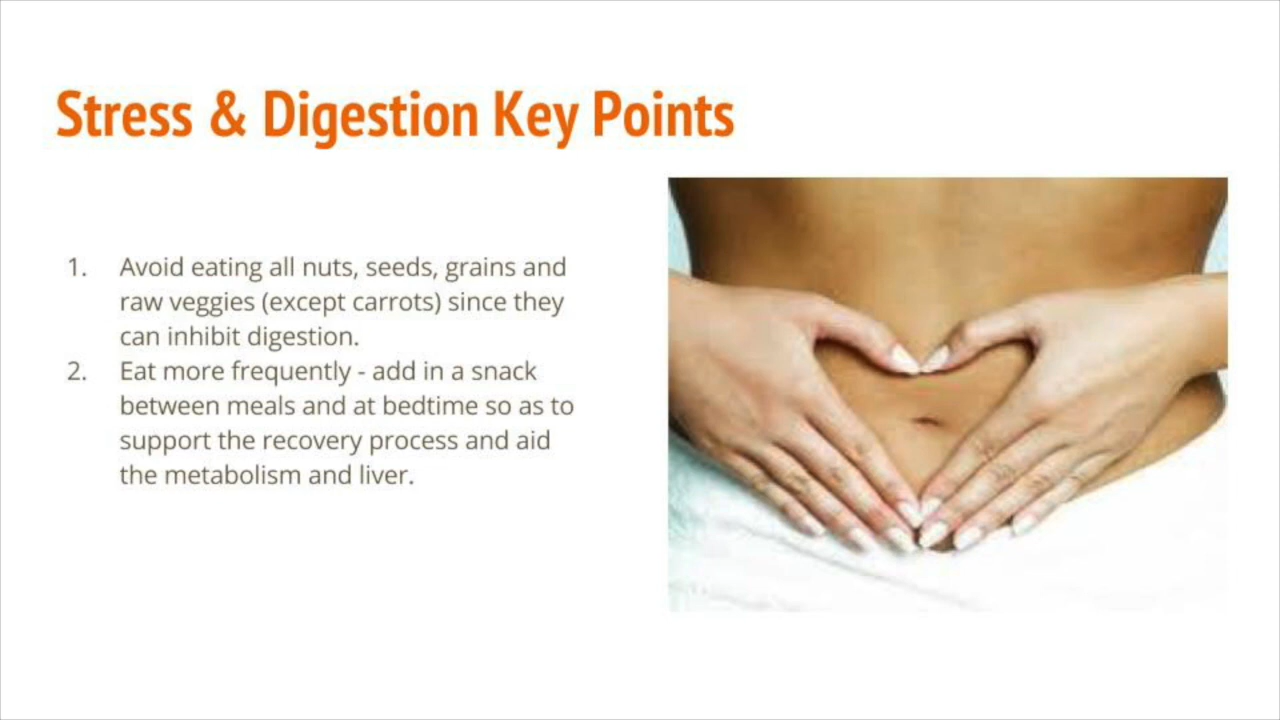 Stress & Digestion Key Points
1. Avoid eating all nuts, seeds, grains and
raw veggies (except carrots) since they
can inhibit digestion.
2. Eat more frequently - add in a snack
between meals and at bedtime so as to
support the recovery process and aid
the metabolism and liver.